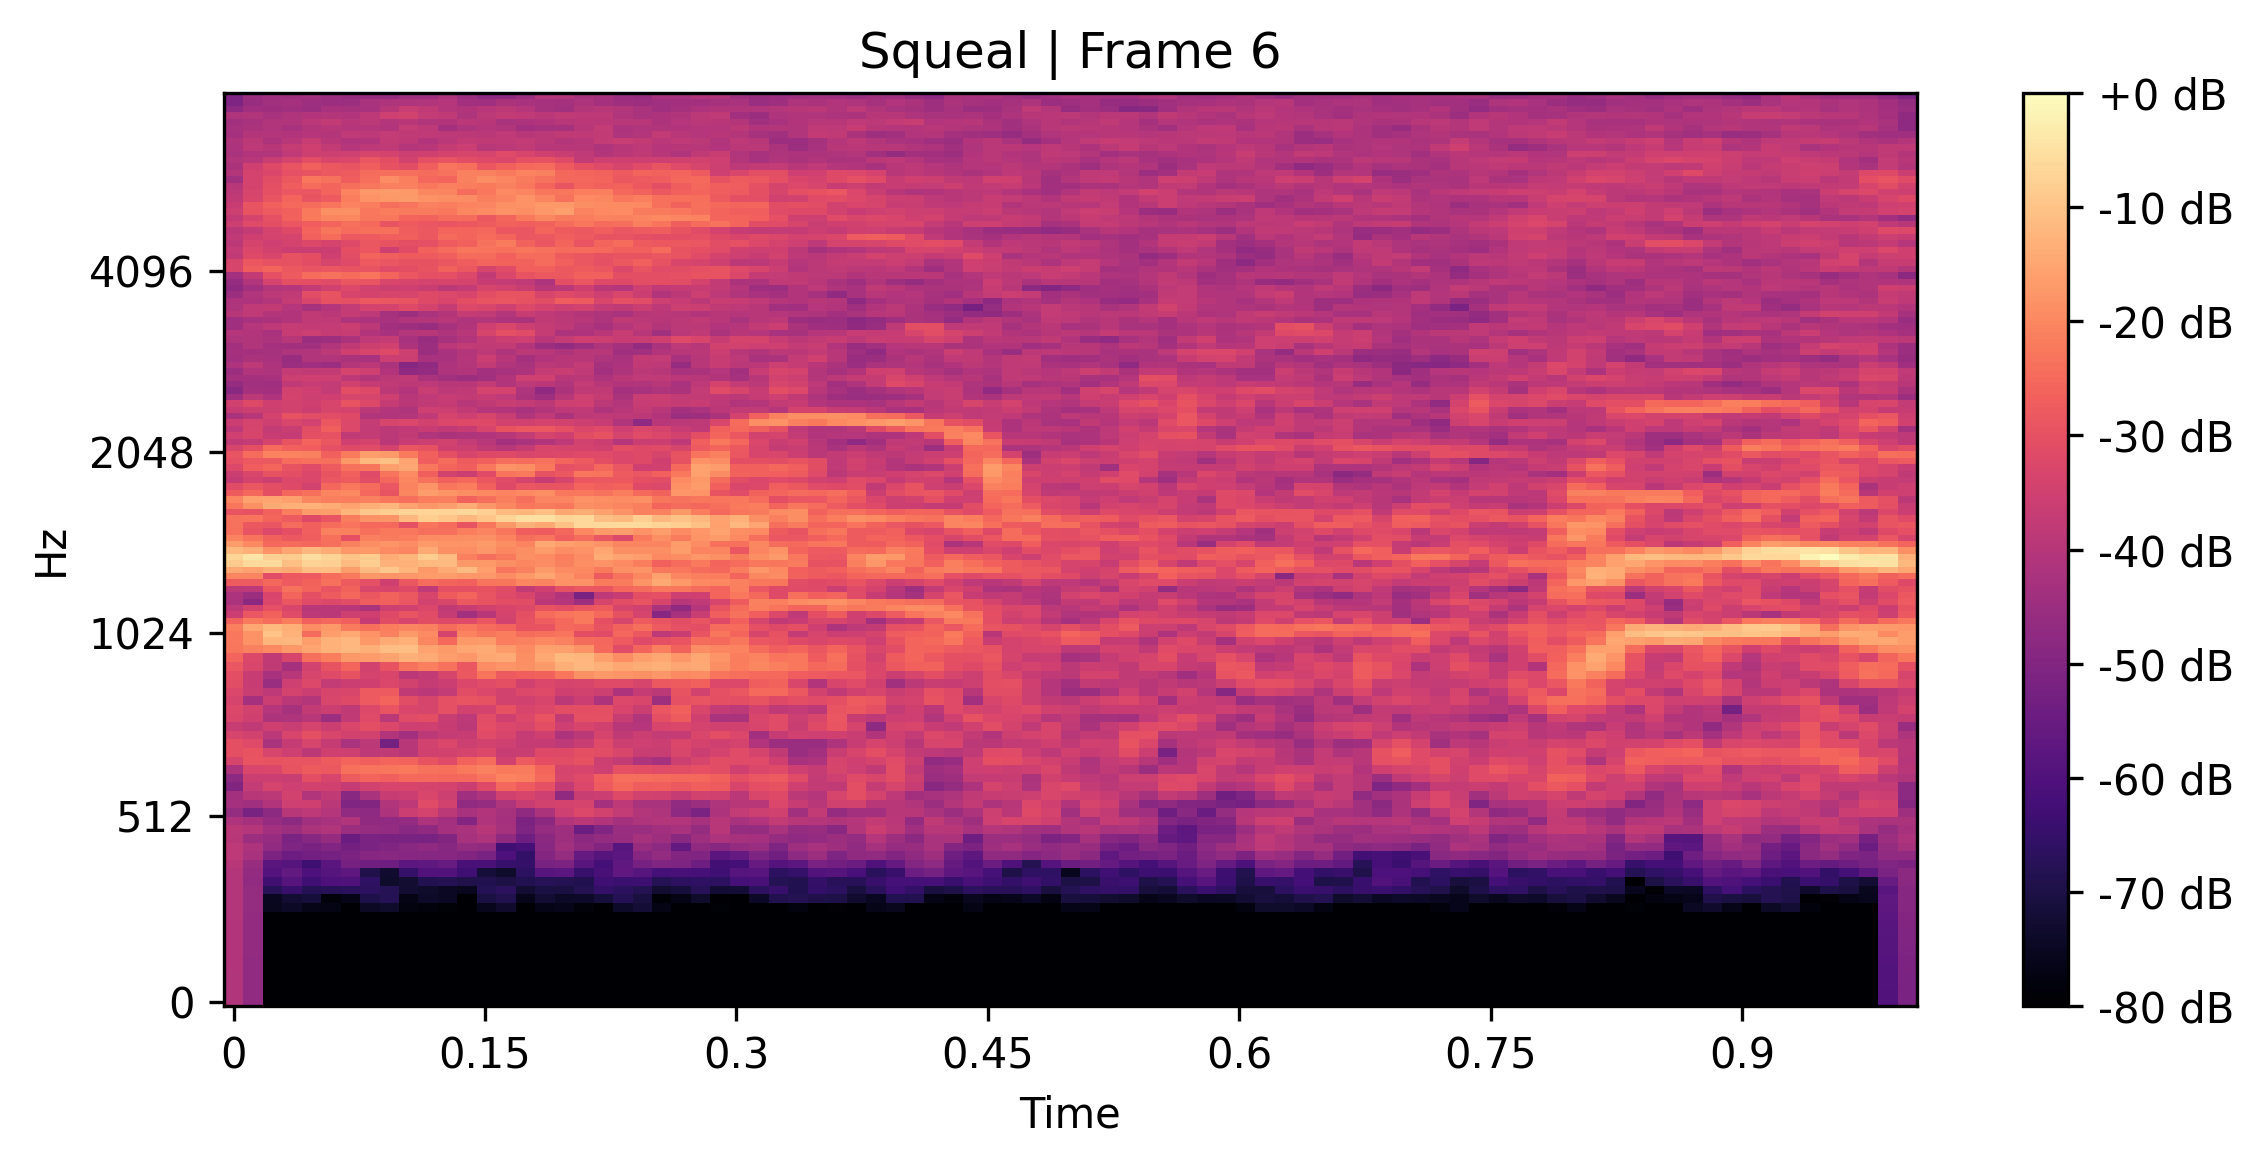 Squeal | Frame 6
Hz
4096
2048
1024
512
0
0 0.15 0.3 0.45 0.6 0.75 0.9
Time
+0 dB
-10 dB
-20 dB
-30 dB
-40 dB
-50 dB
-60 dB
-70 dB
-80 dB